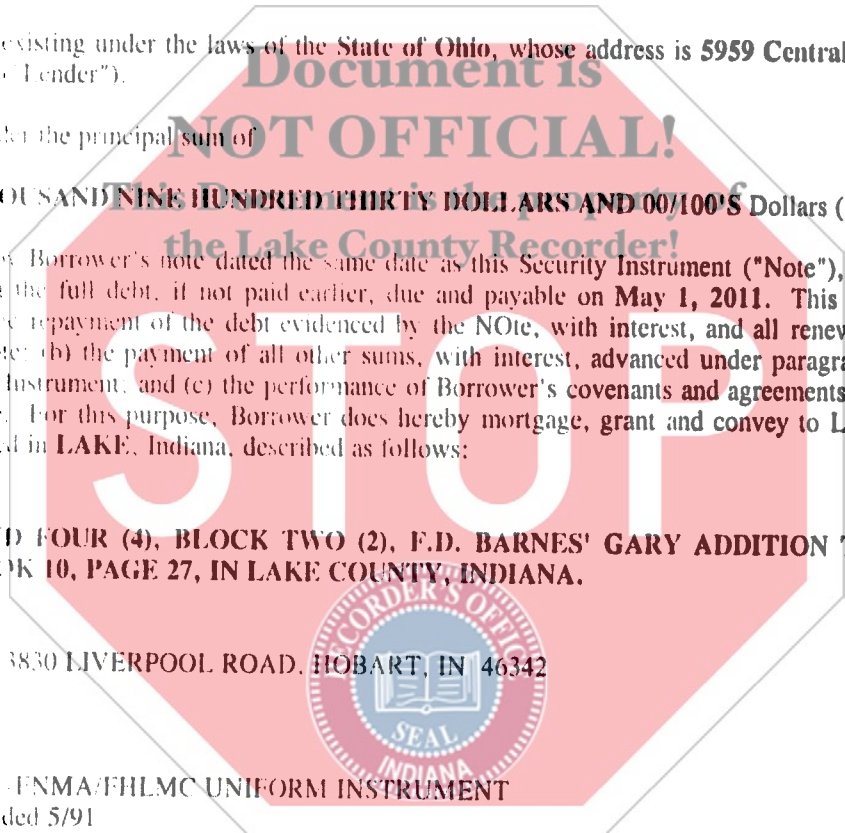 existing under the laws of the State of Ohio, whose address is 5959 Central
Lender").
Document is
the principal sum of
NOT OFFICIAL!
NINE HUNDRED THIRTY DOLLARS AND 00/100'S Dollars (
This Document is the property of
the Lake County Recorder!
Borrower's note dated the same date as this Security Instrument ("Note"),
the full debt, if not paid earlier, due and payable on May 1, 2011. This
repayment of the debt evidenced by the NOte, with interest, and all renew
(b) the payment of all other sums, with interest, advanced under paragra
Instrument; and (c) the performance of Borrower's covenants and agreements
For this purpose, Borrower does hereby mortgage, grant and convey to L
in LAKE, Indiana, described as follows:
STOP
FOUR (4), BLOCK TWO (2), F.D. BARNES' GARY ADDITION
10, PAGE 27, IN LAKE COUNTY, INDIANA.
RECORDER'S OFFICE
3830 LIVERPOOL ROAD, HOBART, IN 46342
SEAL
INDIANA
FNMA/FHLMC UNIFORM INSTRUMENT
ded 5/91